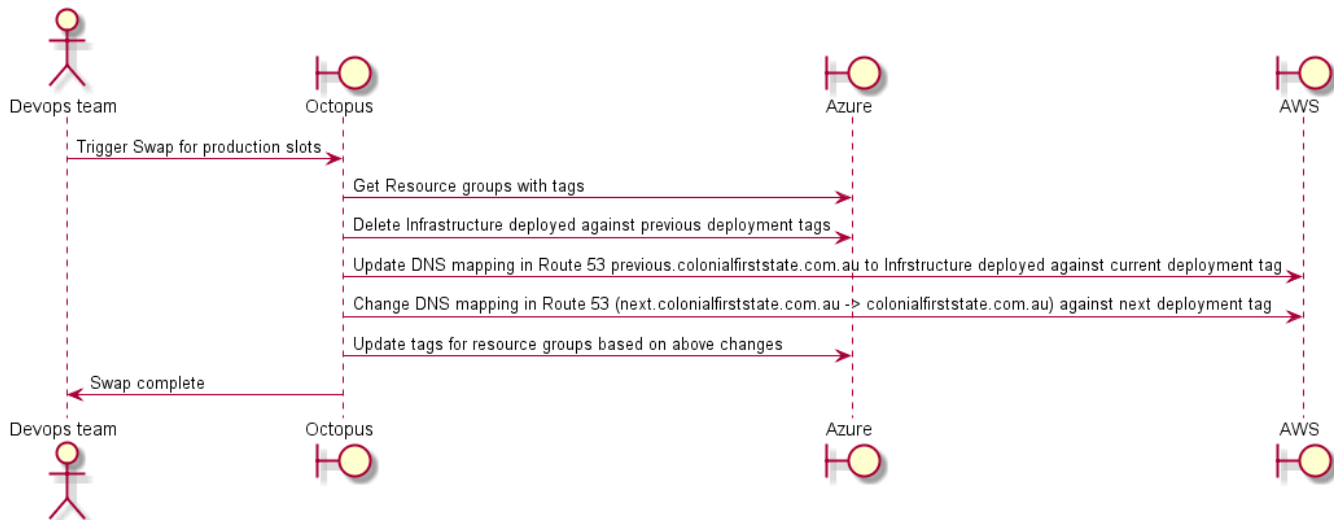 Devops team
Octopus
Azure
AWS
Trigger Swap for production slots
Get Resource groups with tags
Delete Infrastructure deployed against previous deployment tags
Update DNS mapping in Route 53 previous.colonialfirststate.com.au to Infrstructure deployed against current deployment tag
Change DNS mapping in Route 53 (next.colonialfirststate.com.au -> colonialfirststate.com.au) against next deployment tag
Update tags for resource groups based on above changes
Swap complete
Devops team
Octopus
Azure
AWS